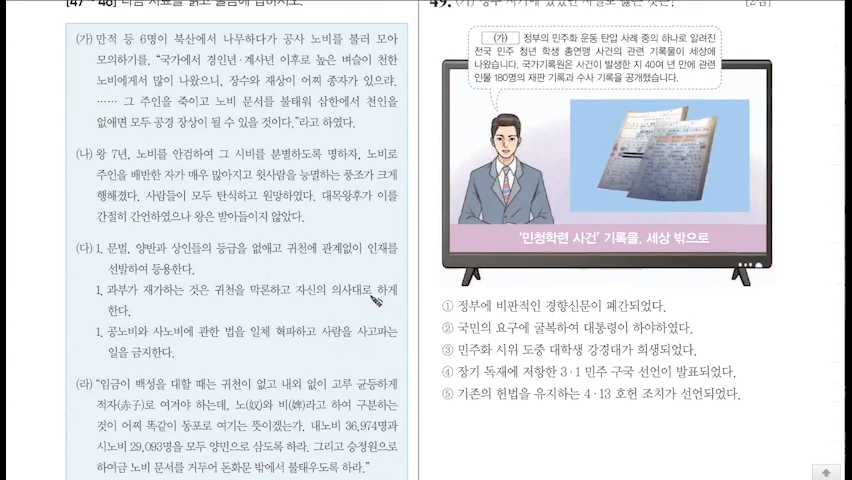 [47~48] 다음 자료를 읽고 물음에 답하시오.
(가) 만적 등 6명이 북산에서 나무하다가 공사 노비를 불러 모아
모의하기를, “국가에서 경인년·계사년 이후로 높은 벼슬이 천한
노비에게서 많이 나왔으니, 장수와 재상이 어찌 종자가 있으랴.
…… 그 주인을 죽이고 노비 문서를 불태워 삼한에서 천인을
없애면 모두 공경 장상이 될 수 있을 것이다.”라고 하였다.
(나) 왕 7년, 노비를 안검하여 그 시비를 분별하도록 명하자, 노비로
주인을 배반한 자가 매우 많아지고 윗사람을 능멸하는 풍조가 크게
행해졌다. 사람들이 모두 탄식하고 원망하였다. 대목왕후가 이를
간절히 간언하였으나 왕은 받아들이지 않았다.
(다) 1. 문벌, 양반과 상인들의 등급을 없애고 귀천에 관계없이 인재를
선발하여 등용한다.
1. 과부가 재가하는 것은 귀천을 막론하고 자신의 의사대로 하게
한다.
1. 공노비와 사노비에 관한 법을 일체 혁파하고 사람을 사고파는
일을 금지한다.
(라) “임금이 백성을 대할 때는 귀천이 없고 내외 없이 고루 균등하게
적자(赤子)로 여겨야 하는데, 노(奴)와 비(婢)라고 하여 구분하는
것이 어찌 똑같이 동포로 여기는 뜻이겠는가. 내노비 36,974명과
시노비 29,093명을 모두 양민으로 삼도록 하라. 그리고 승정원으로
하여금 노비 문서를 거두어 돈화문 밖에서 불태우도록 하라.”
49. (가) 정부 시기에 있었던 사실로 옳은 것은? [2점]
(가) 정부의 민주화 운동 탄압 사례 중의 하나로 알려진
전국 민주 청년 학생 총연맹 사건의 관련 기록물이 세상에
나왔습니다. 국가기록원은 사건이 발생한 지 40여 년 만에 관련
인물 180명의 재판 기록과 수사 기록을 공개했습니다.
‘민청학련 사건’ 기록물, 세상 밖으로
① 정부에 비판적인 경향신문이 폐간되었다.
② 국민의 요구에 굴복하여 대통령이 하야하였다.
③ 민주화 시위 도중 대학생 강경대가 희생되었다.
④ 장기 독재에 저항한 3·1 민주 구국 선언이 발표되었다.
⑤ 기존의 헌법을 유지하는 4·13 호헌 조치가 선언되었다.